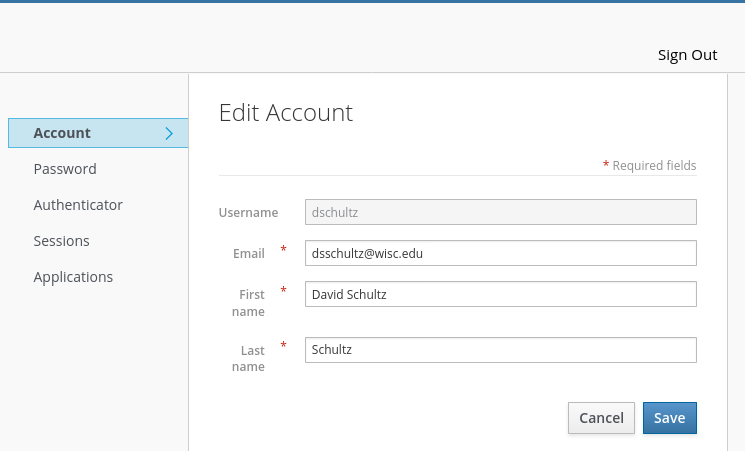 Sign Out
Account
Password
Authenticator
Sessions
Applications
Edit Account
* Required fields
Username dschultz
Email * dsschultz@wisc.edu
First name * David Schultz
Last name * Schultz
Cancel Save